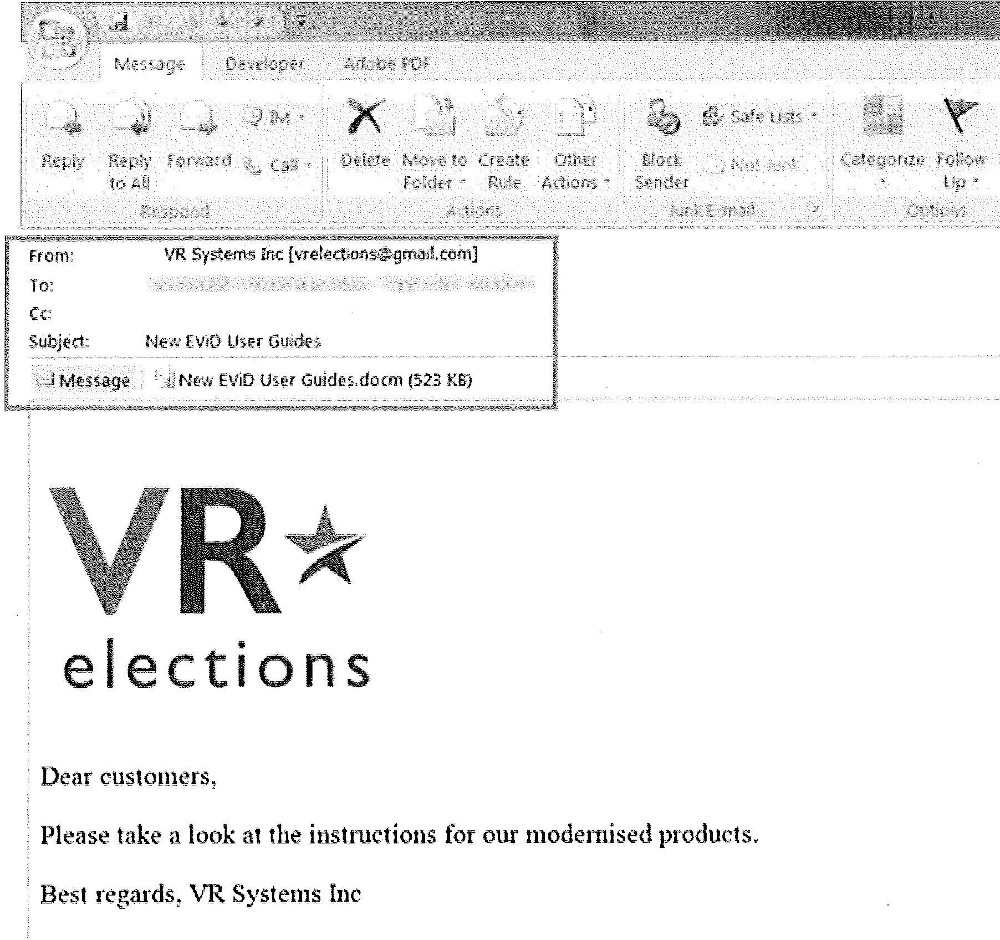 Message Developer Adobe PDF
IM
Safe Lists
Call
Not Junk
Reply Reply to All Forward Delete Move to Folder Create Rule Other Actions Block Sender Categorize Follow Up
Respond Actions Junk E-mail Options
From: VR Systems Inc [vrelections@gmail.com]
To:
Cc:
Subject: New EViD User Guides
Message New EViD User Guides.docm (523 KB)
VR
elections
Dear customers,
Please take a look at the instructions for our modernised products.
Best regards, VR Systems Inc